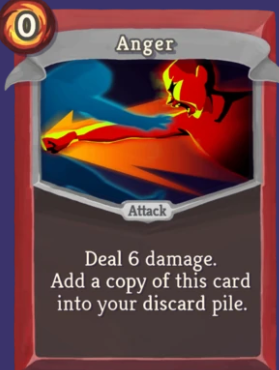 0
Anger
Attack
Deal 6 damage.
Add a copy of this card
into your discard pile.